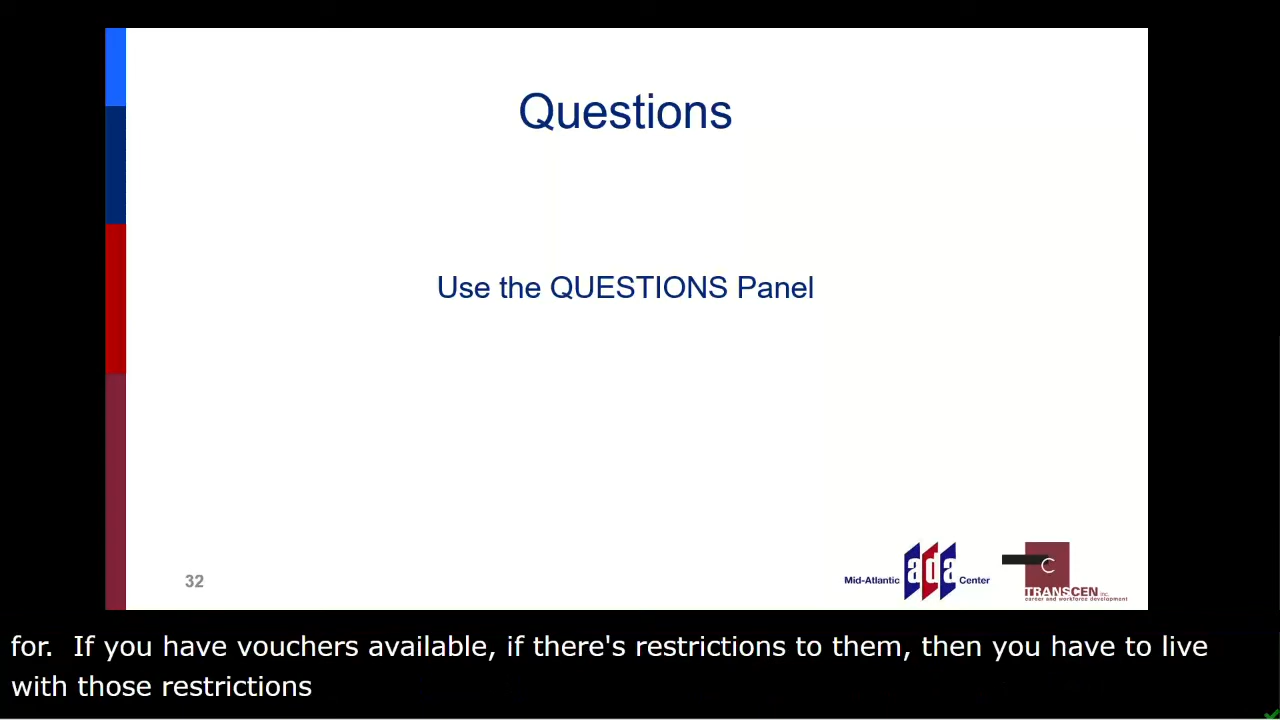 Questions
Use the QUESTIONS Panel
32
Mid-Atlantic ada Center
C
TRANSCEN inc.
career and workforce development
for.  If you have vouchers available, if there's restrictions to them, then you have to live
with those restrictions